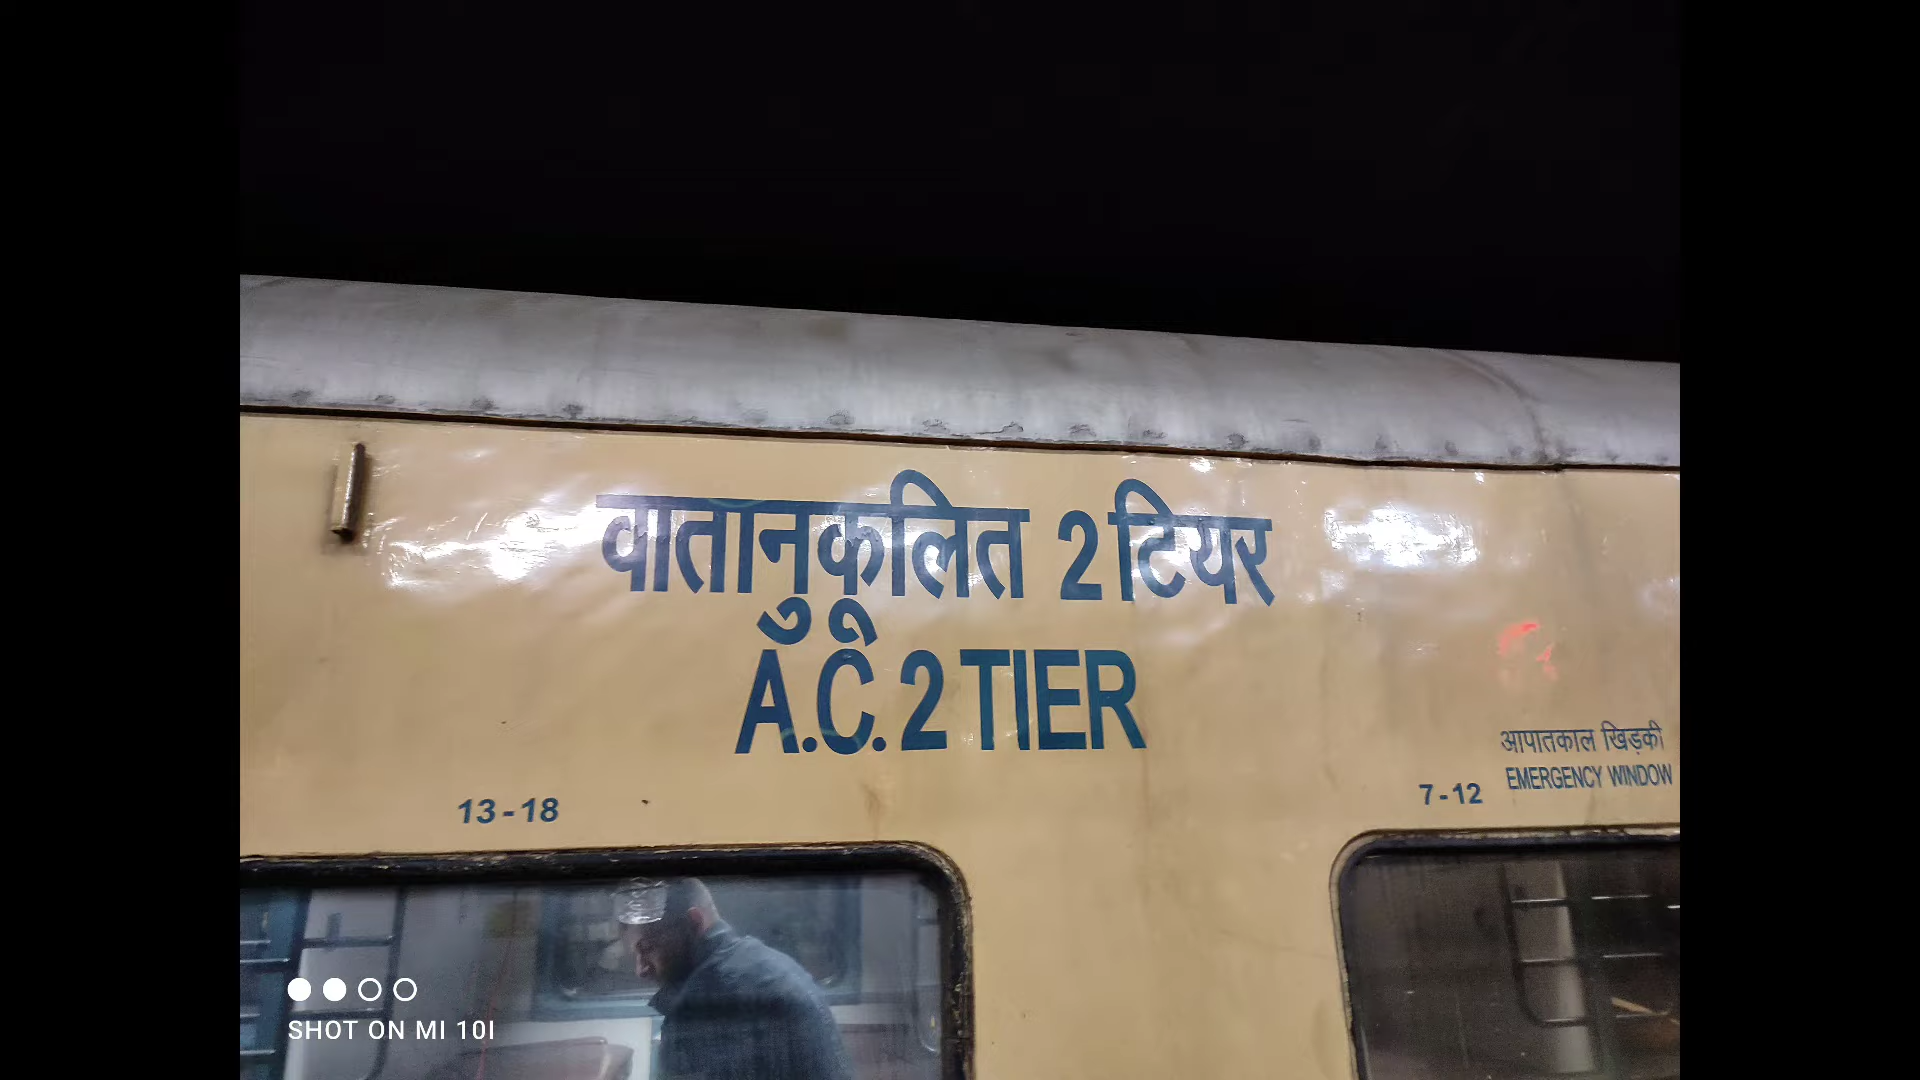 वातानुकूलित 2 टियर
A.C. 2 TIER
आपातकाल खिड़की
EMERGENCY WINDOW
13-18
7-12
SHOT ON MI 10I